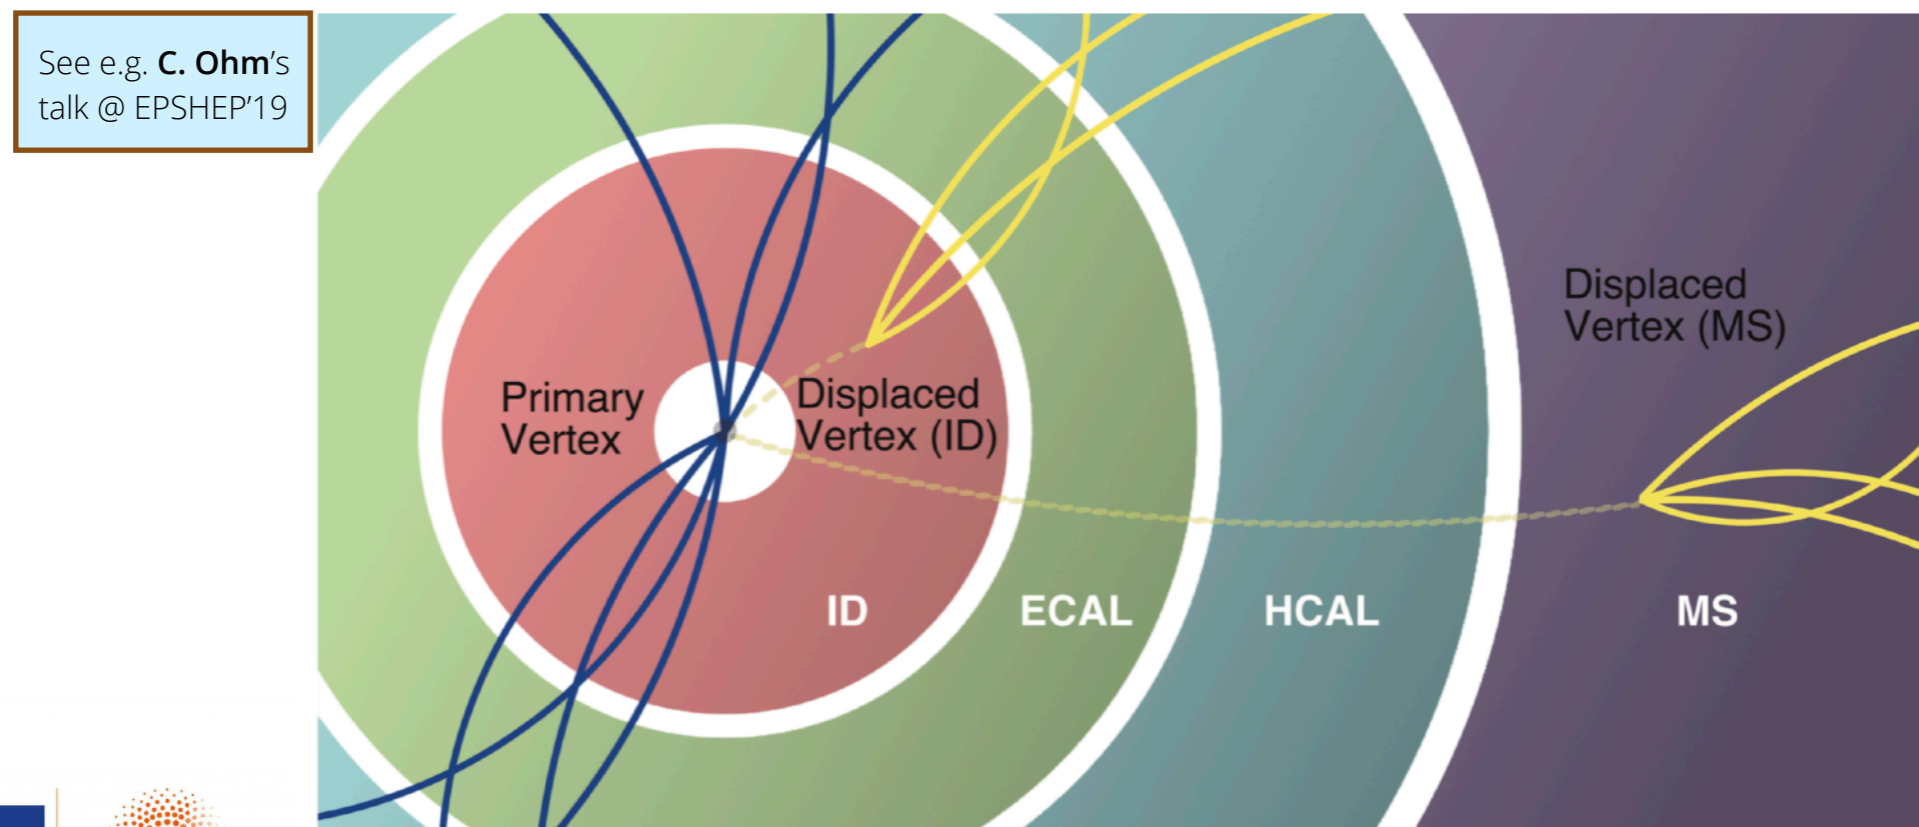 See e.g. C. Ohm's
talk @ EPSHEP'19
Displaced
Vertex (MS)
Primary
Vertex
Displaced
Vertex (ID)
ID
ECAL
HCAL
MS